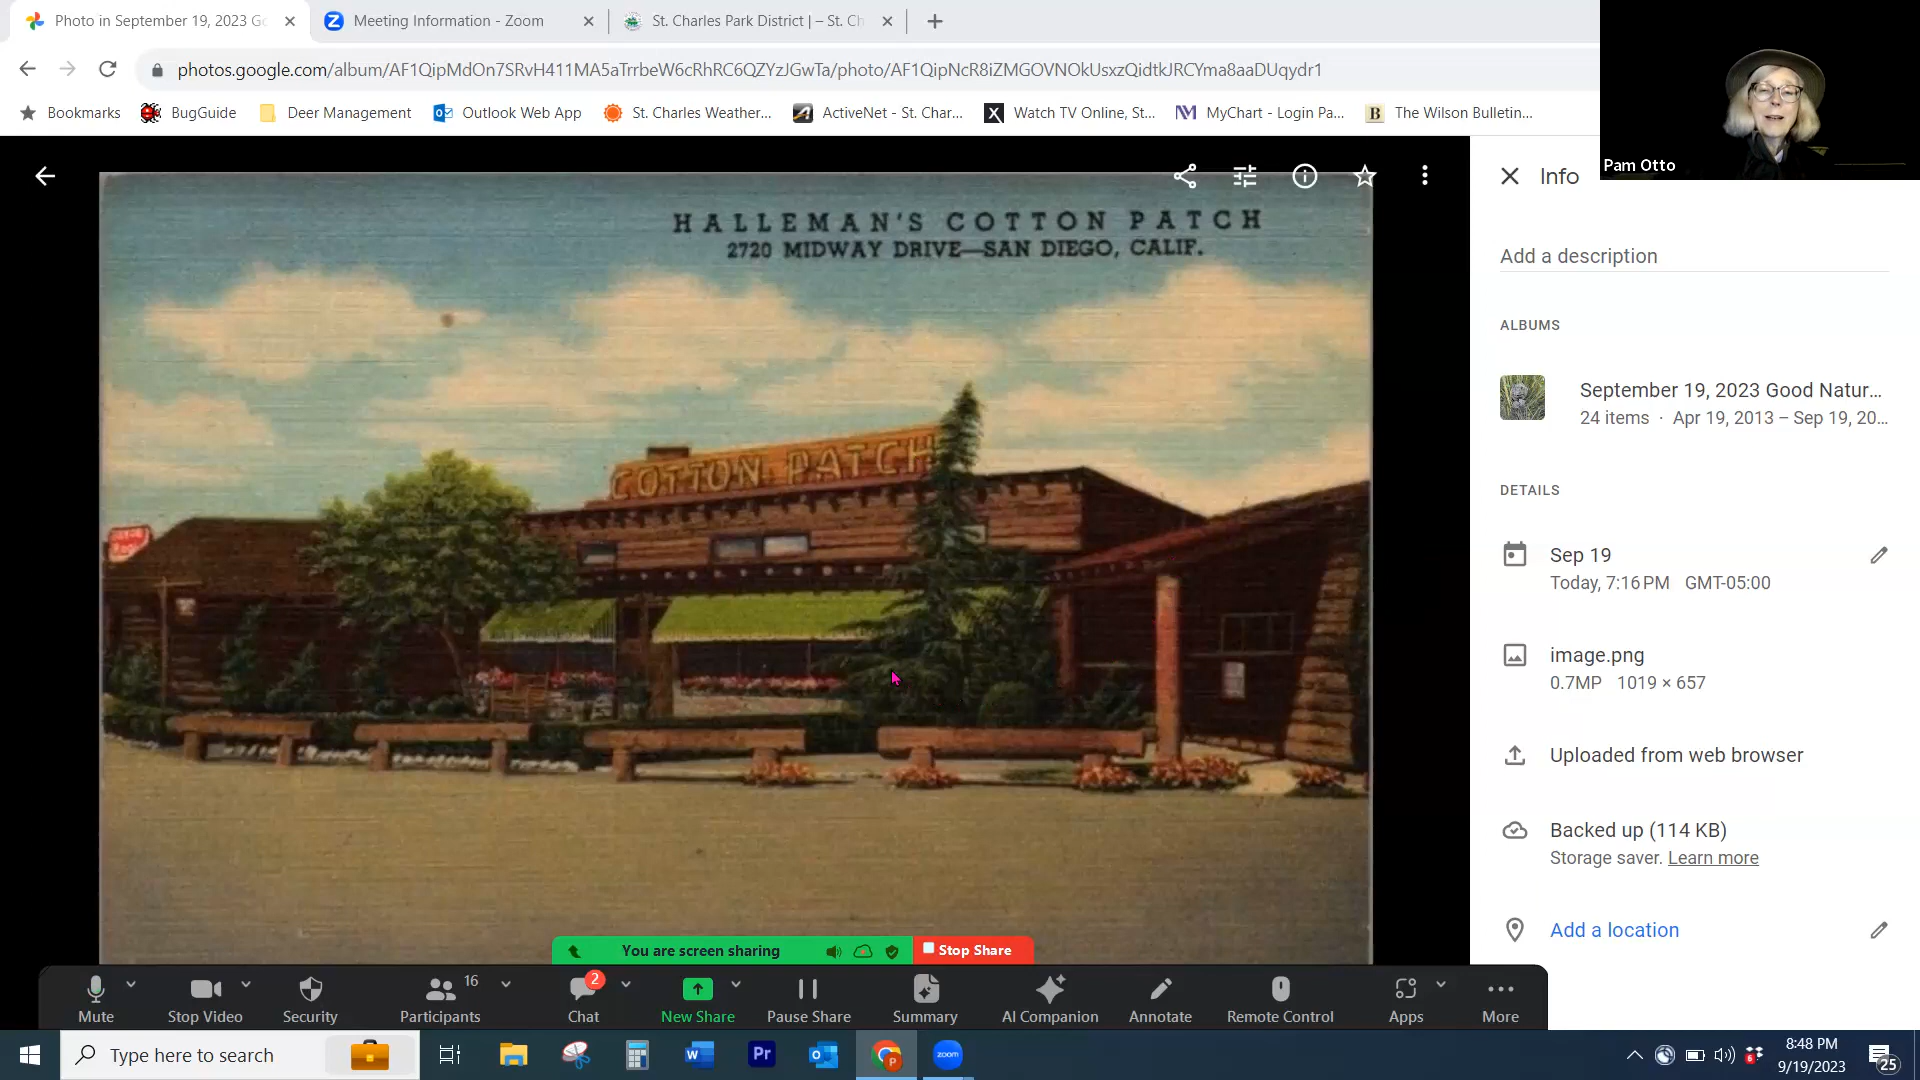 Photo in September 19, 2023 Go
Meeting Information - Zoom
St. Charles Park District | – St. Ch
photos.google.com/album/AF1QipMdOn7SRvH411MA5aTrrbeW6cRhRC6QZYzJGwTa/photo/AF1QipNcR8iZMGOVNOkUsxzQidtkJRCYma8aaDUqydr1
Bookmarks
BugGuide
Deer Management
Outlook Web App
St. Charles Weather...
ActiveNet - St. Char...
Watch TV Online, St...
MyChart - Login Pa...
The Wilson Bulletin...
Pam Otto
Info
HALLEMAN'S COTTON PATCH
2720 MIDWAY DRIVE—SAN DIEGO, CALIF.
COTTON PATCH
Add a description
ALBUMS
September 19, 2023 Good Natur...
24 items · Apr 19, 2013 – Sep 19, 20...
DETAILS
Sep 19
Today, 7:16 PM GMT-05:00
image.png
0.7MP 1019 × 657
Uploaded from web browser
Backed up (114 KB)
Storage saver. Learn more
Add a location
You are screen sharing
Stop Share
Mute
Stop Video
Security
16
Participants
2
Chat
New Share
Pause Share
Summary
AI Companion
Annotate
Remote Control
Apps
More
Type here to search
Pr
zoom
8:48 PM
9/19/2023
25